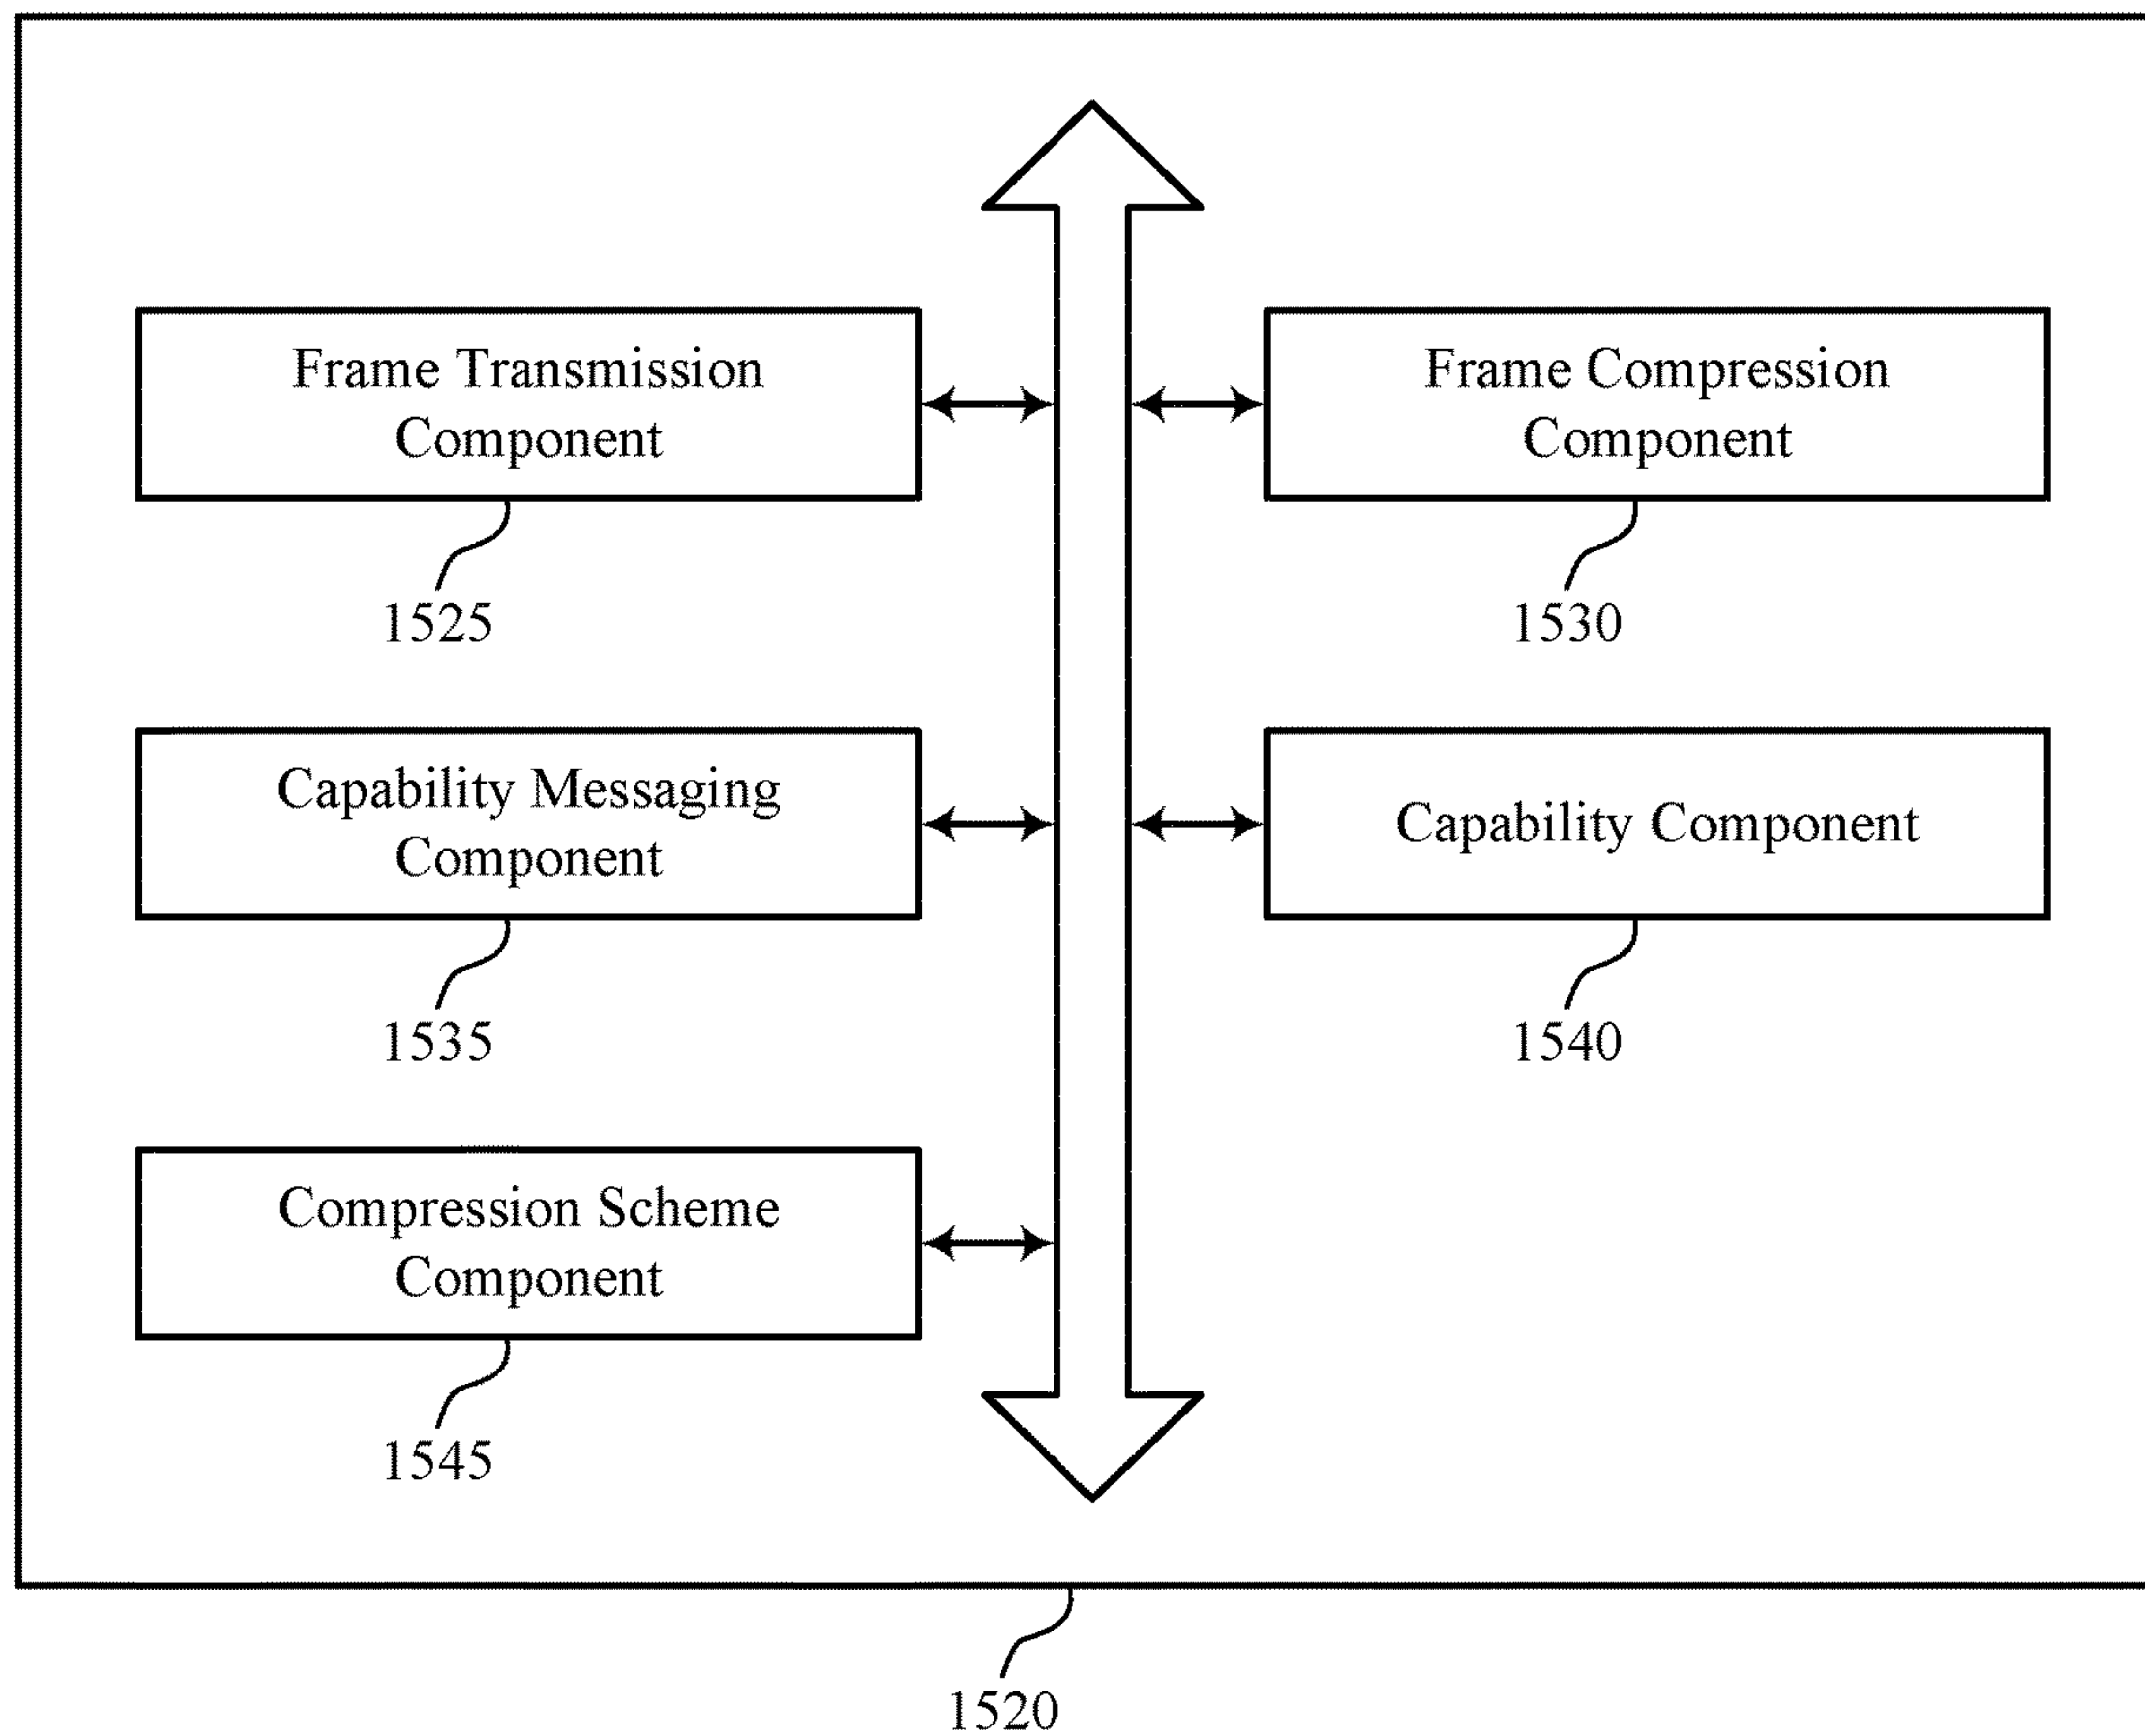 Frame Transmission
Component
1525
Frame Compression
Component
1530
Capability Messaging
Component
1535
Capability Component
1540
Compression Scheme
Component
1545
1520